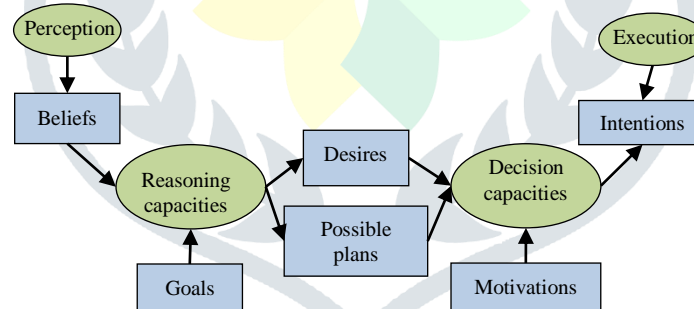 Perception
Execution
Beliefs
Intentions
Desires
Reasoning
capacities
Decision
capacities
Possible
plans
Goals
Motivations